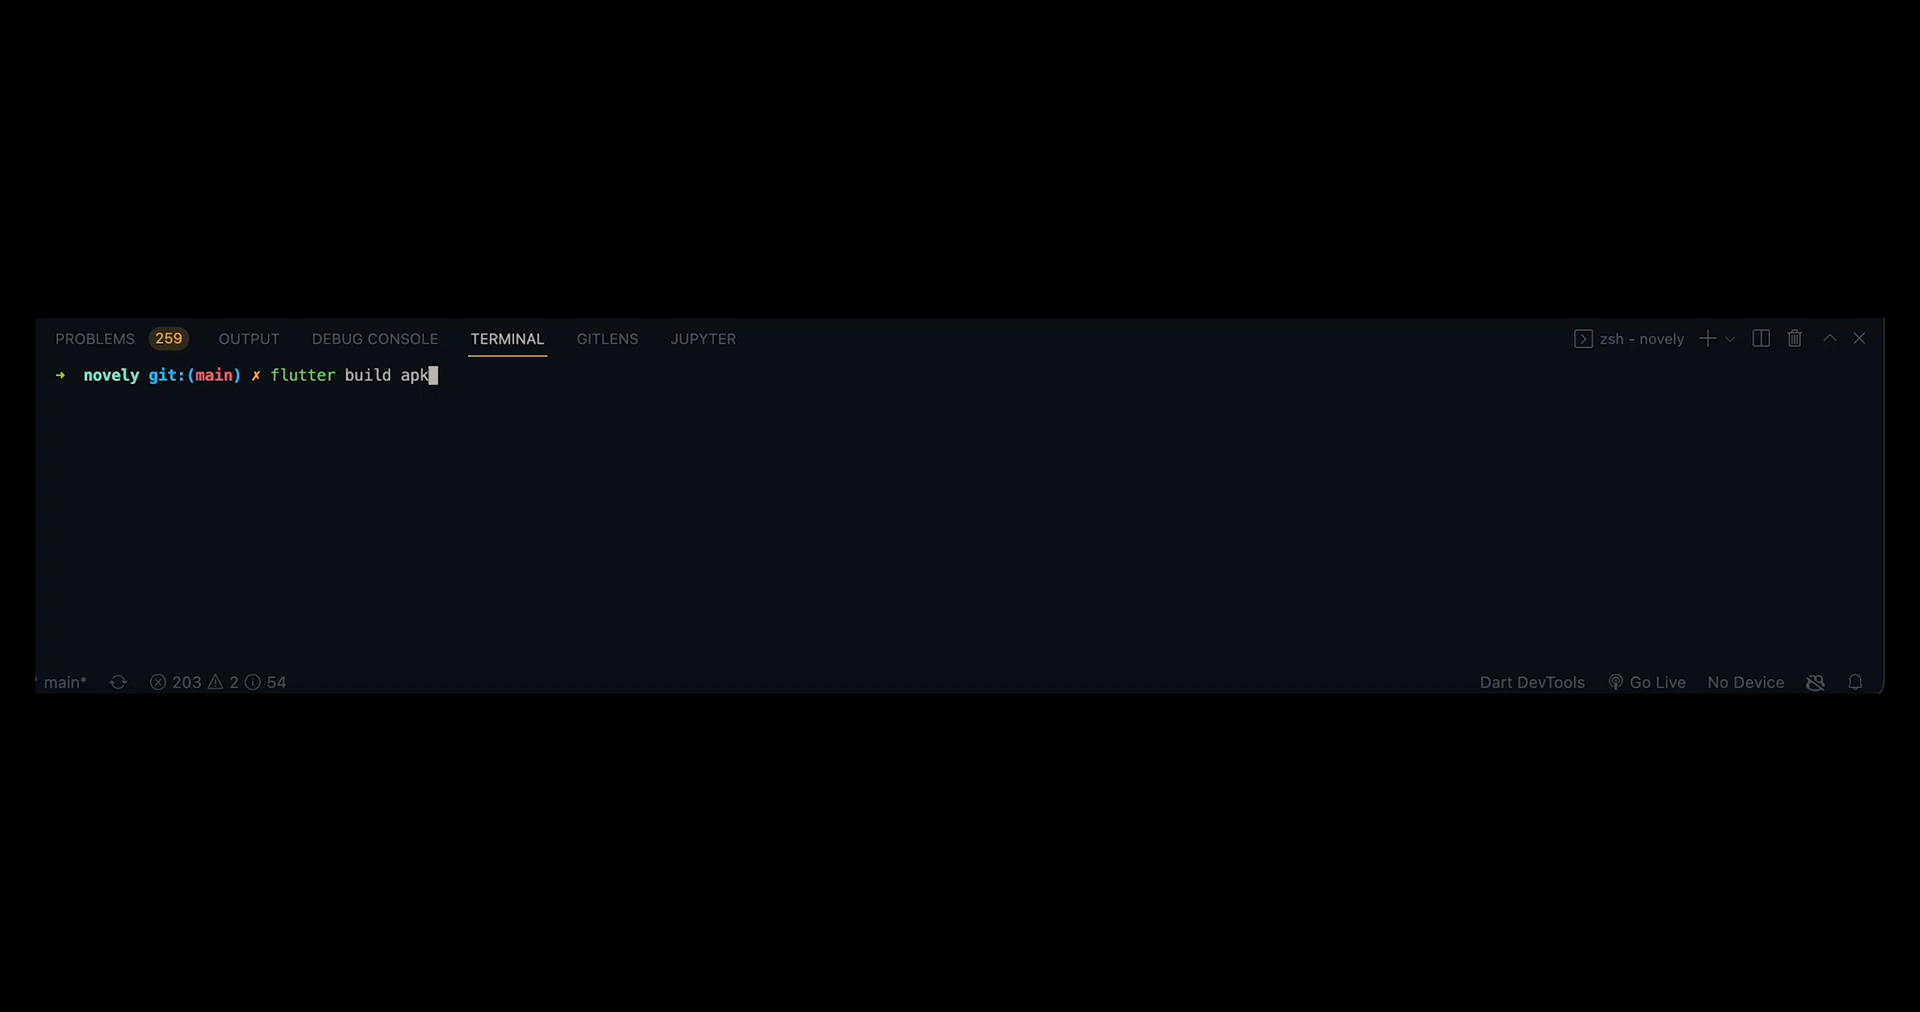 PROBLEMS 259 OUTPUT DEBUG CONSOLE TERMINAL GITLENS JUPYTER zsh - novely
➜ novely git:(main) ✗ flutter build apk
main* 203 2 54 Dart DevTools Go Live No Device